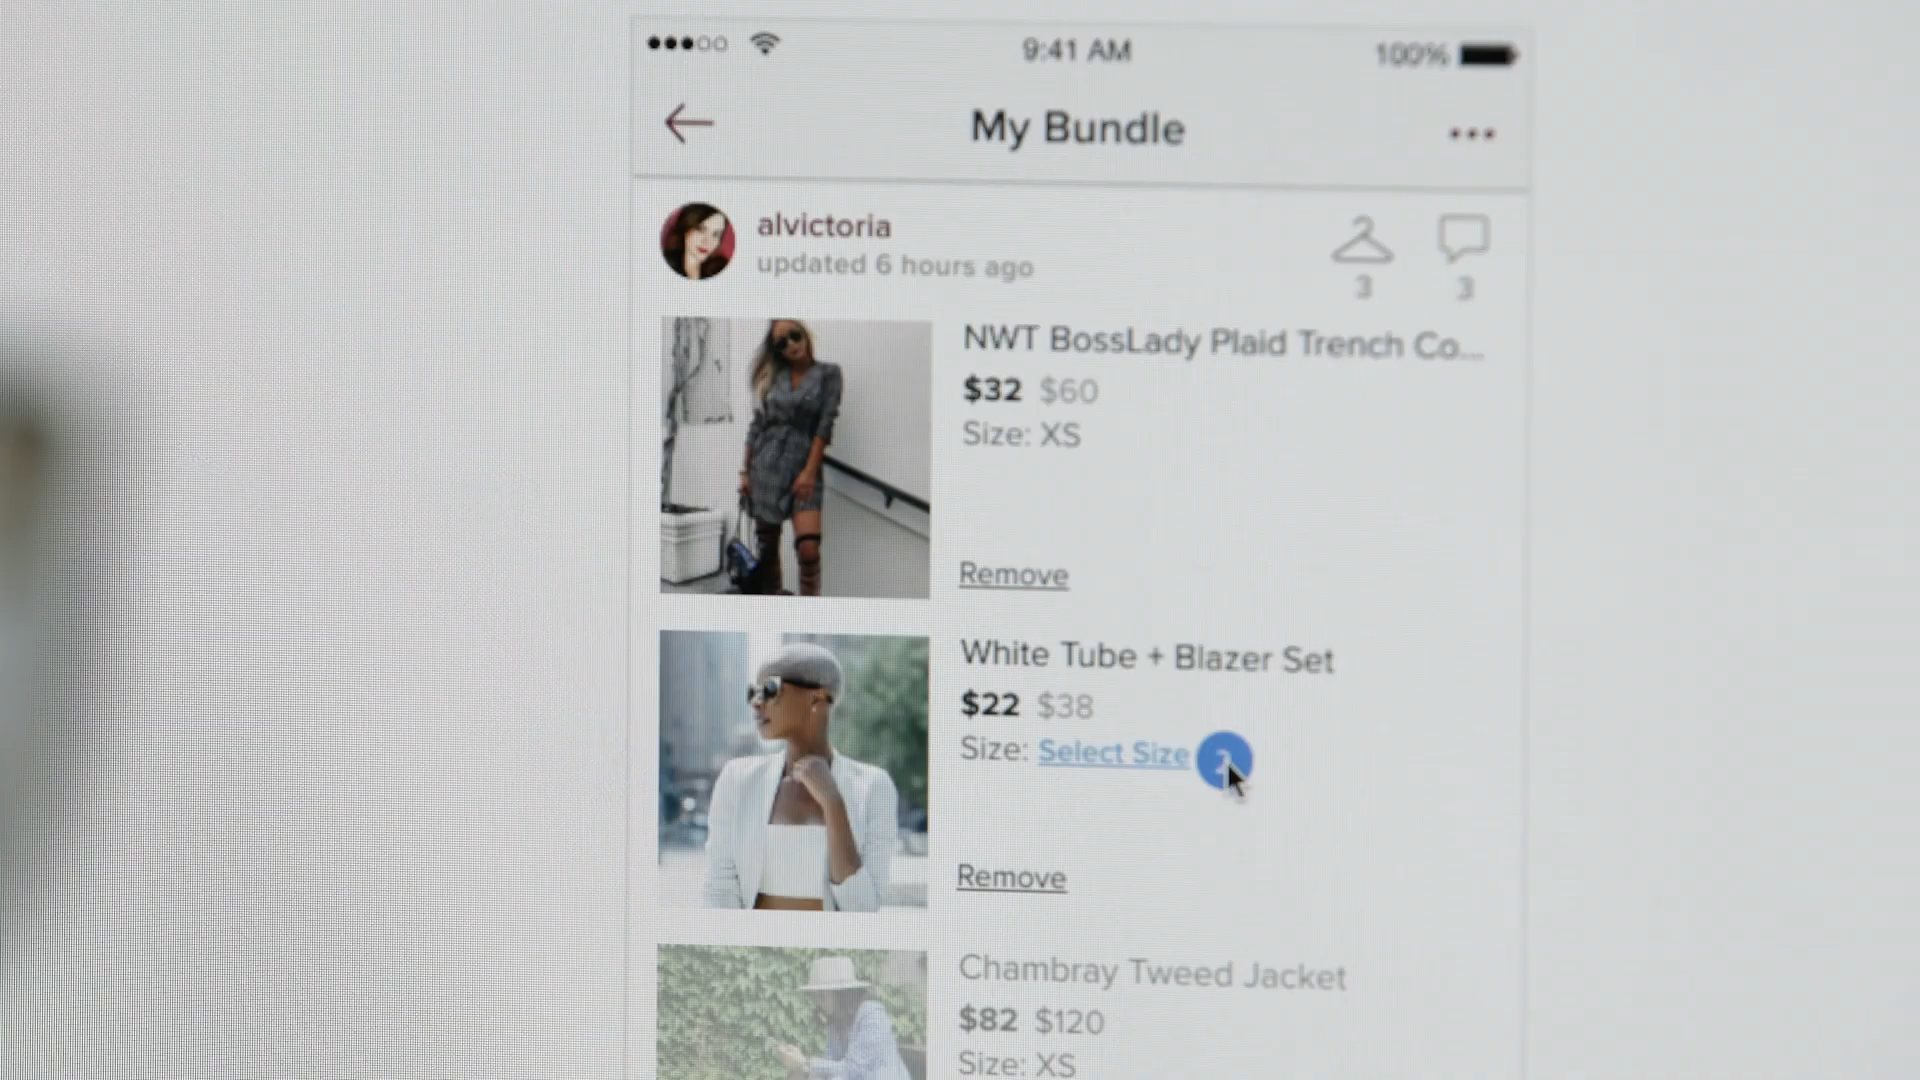 9:41 AM
100%
My Bundle
alvictoria
updated 6 hours ago
3
3
NWT BossLady Plaid Trench Co...
$32 $60
Size: XS
Remove
White Tube + Blazer Set
$22 $38
Size: Select Size
Remove
Chambray Tweed Jacket
$82 $120
Size: XS